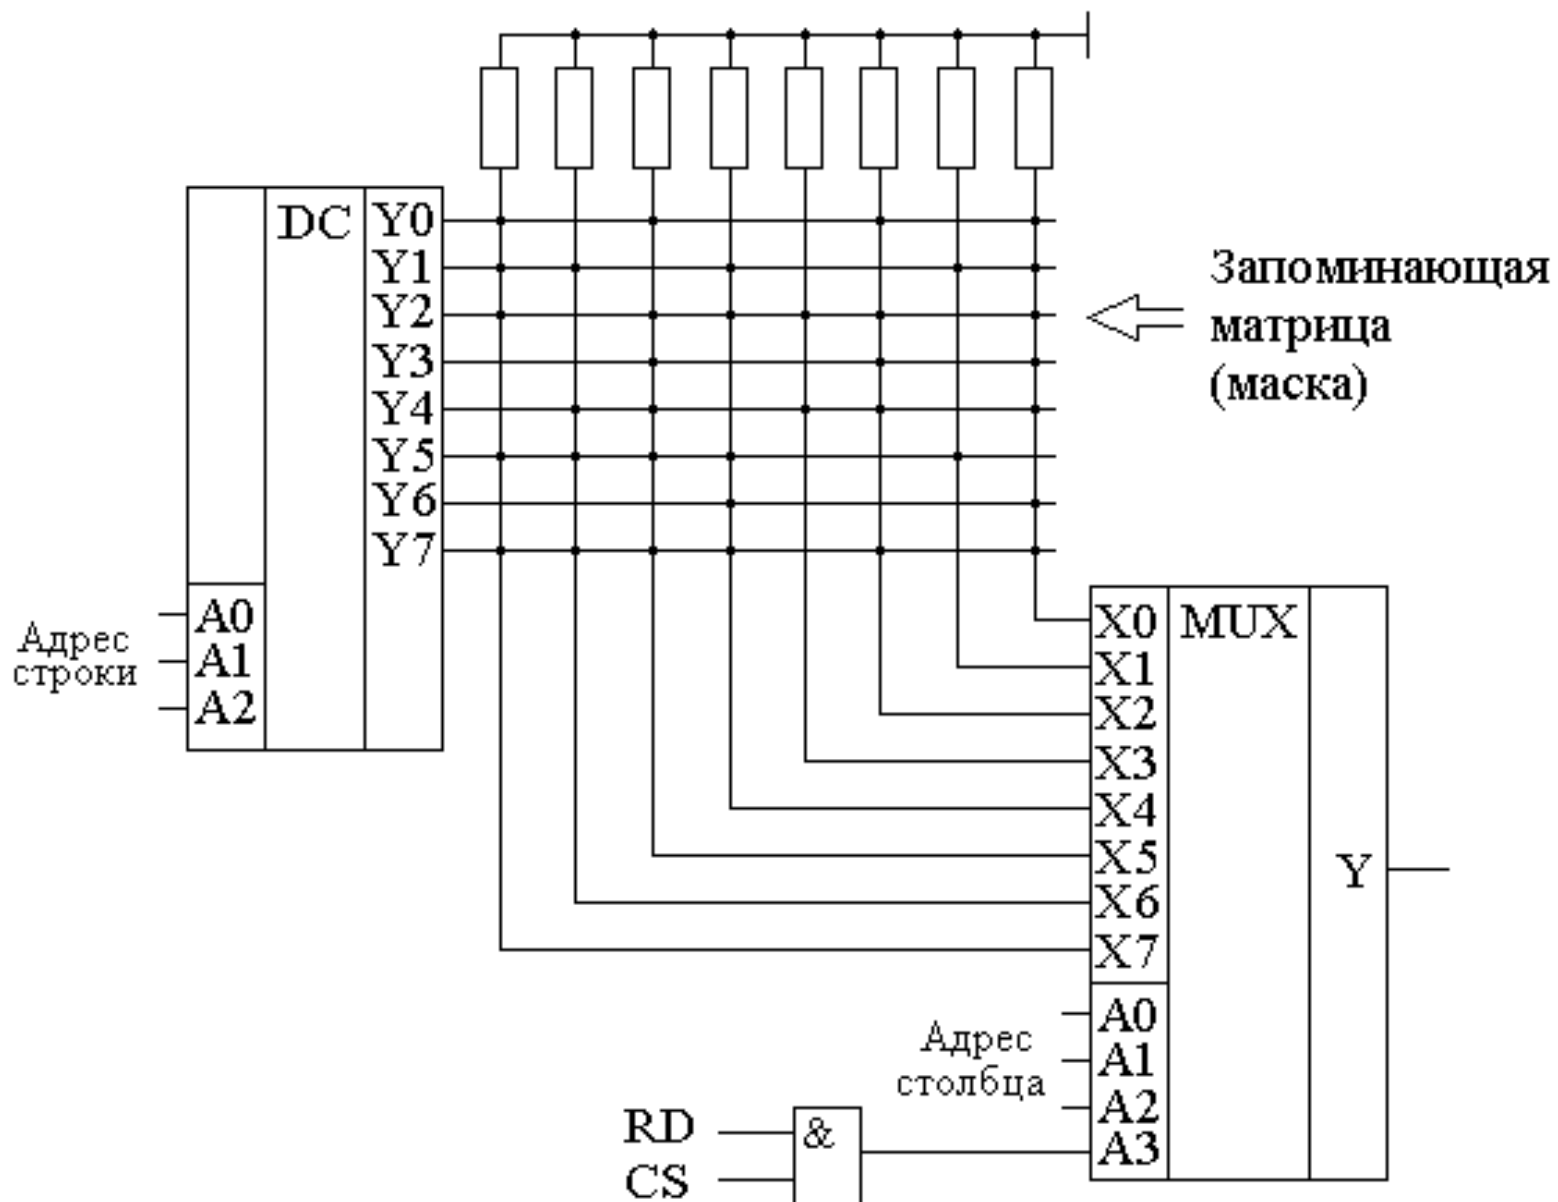 DC
Y0
Y1
Y2
Y3
Y4
Y5
Y6
Y7
Запоминающая
матрица
(маска)
A0
A1
A2
Адрес
строки
X0
X1
X2
X3
X4
X5
X6
X7
MUX
Y
A0
A1
A2
A3
Адрес
столбца
RD
CS
&